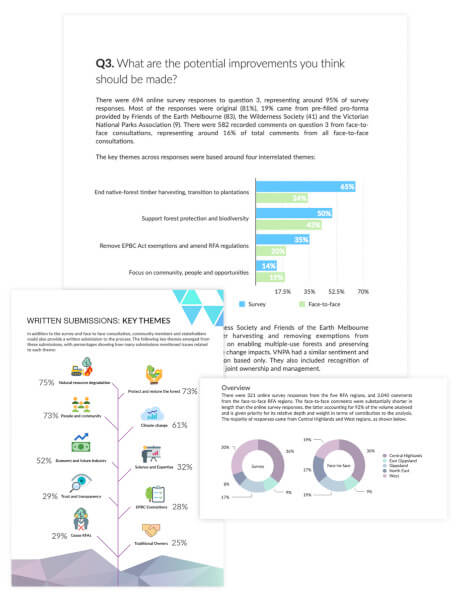 Q3. What are the potential improvements you think
should be made?
There were 694 online survey responses to question 3, representing around 95% of survey
responses. Most of the responses were original (81%), 19% came from pre-filled pro-forma
provided by Friends of the Earth Melbourne (83), the Wilderness Society (41) and the Victorian
National Parks Association (9). There were 582 recorded comments on question 3 from face-to-
face consultations, representing around 16% of total comments from all face-to-face
consultations.
The key themes across responses were based around four interrelated themes:
End native-forest timber harvesting, transition to plantations
65%
34%
Support forest protection and biodiversity
50%
43%
Remove EPBC Act exemptions and amend RFA regulations
35%
20%
Focus on community, people and opportunities
14%
17.5% 35% 52.5% 70%
Survey Face-to-face
ess Society and Friends of the Earth Melbourne
er harvesting and removing exemptions from
on enabling multiple-use forests and preserving
change impacts. VNPA had a similar sentiment and
on based only. They also included recognition of
joint ownership and management.
WRITTEN SUBMISSIONS: KEY THEMES
In addition to the survey and face-to-face consultation, community members and stakeholders
could also provide a written submission to the process. The following key themes emerged from
these submissions, with percentages showing how many submissions mentioned issues related
to each theme:
75% Natural resource degradation
Protect and restore the forest 73%
73% People and community
Climate change 61%
52% Economy and future industry
Science and Expertise 32%
29% Trust and transparency
EPBC Exemptions 28%
29% Cease RFAs
Traditional Owners 25%
Overview
There were 321 online survey responses from the five RFA regions, and 3,040 comments
from the face-to-face RFA regions. The face-to-face comments were substantially shorter in
length than the online survey responses, the latter accounting for 92% of the volume analysed
and is given priority for its relative depth and weight in terms of contribution to the analysis.
The majority of responses came from Central Highlands and West regions, as shown below.
Survey
30%
36%
8%
17%
9%
Face-to-face
19%
36%
17%
19%
9%
Central Highlands
East Gippsland
Gippsland
North East
West